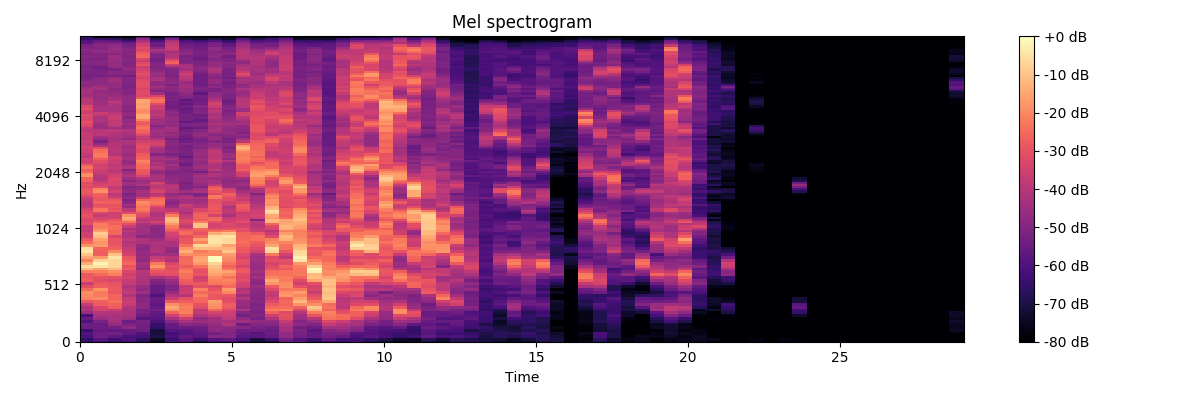 Mel spectrogram
8192
4096
2048
1024
512
0
Hz
0 5 10 15 20 25
Time
+0 dB
-10 dB
-20 dB
-30 dB
-40 dB
-50 dB
-60 dB
-70 dB
-80 dB